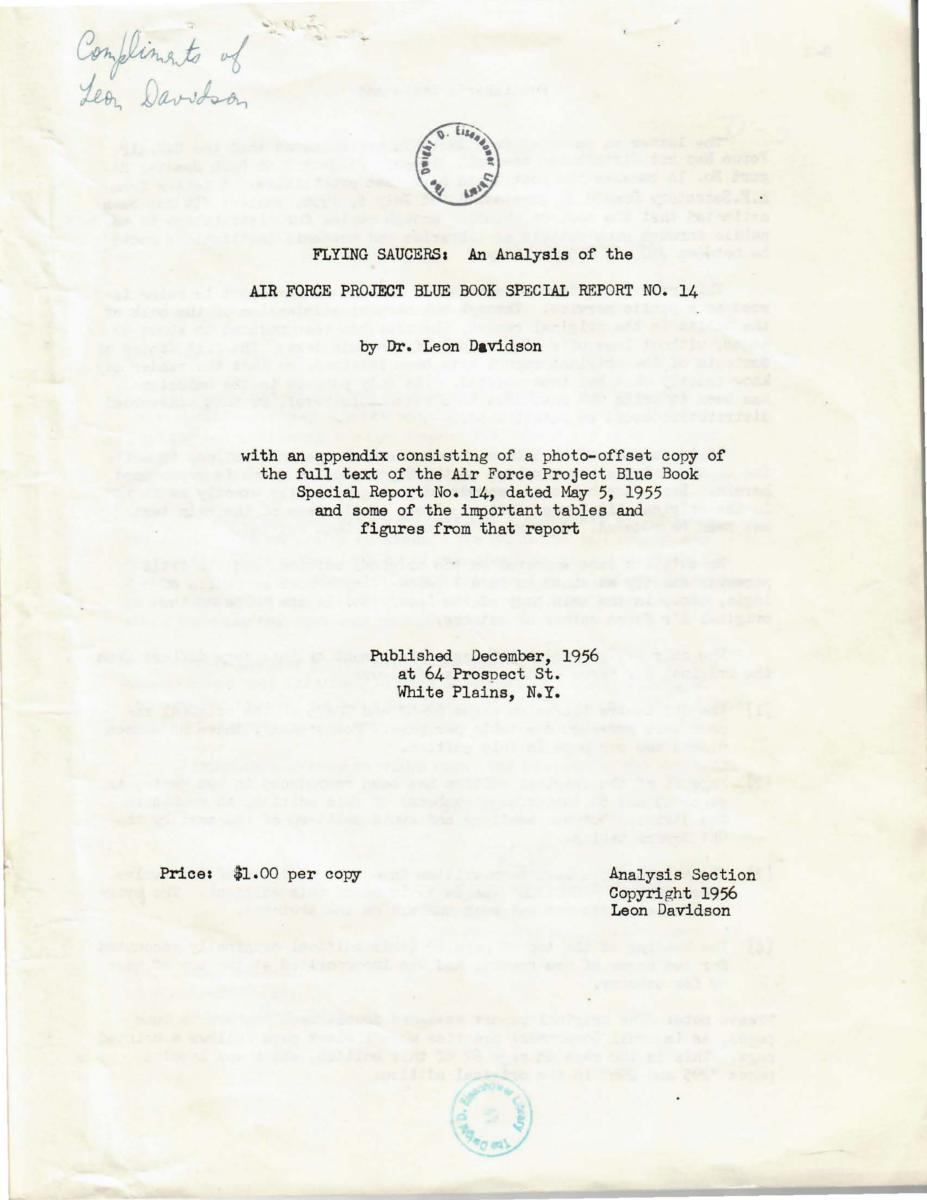 Compliments of
Leon Davidson
The Dwight D. Eisenhower Library
FLYING SAUCERS: An Analysis of the
AIR FORCE PROJECT BLUE BOOK SPECIAL REPORT NO. 14
by Dr. Leon Davidson
with an appendix consisting of a photo-offset copy of
the full text of the Air Force Project Blue Book
Special Report No. 14, dated May 5, 1955
and some of the important tables and
figures from that report
Published December, 1956
at 64 Prospect St.
White Plains, N.Y.
Price: $1.00 per copy
Analysis Section
Copyright 1956
Leon Davidson
The Dwight D. Eisenhower Library